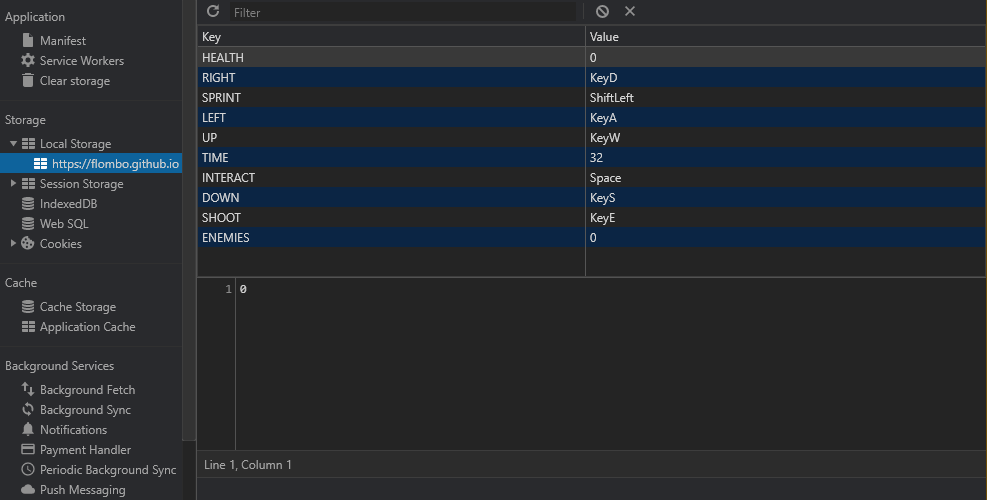 Application
Manifest
Service Workers
Clear storage
Storage
Local Storage
https://flombo.github.io
Session Storage
IndexedDB
Web SQL
Cookies
Cache
Cache Storage
Application Cache
Background Services
Background Fetch
Background Sync
Notifications
Payment Handler
Periodic Background Sync
Push Messaging
Filter
Key Value
HEALTH 0
RIGHT KeyD
SPRINT ShiftLeft
LEFT KeyA
UP KeyW
TIME 32
INTERACT Space
DOWN KeyS
SHOOT KeyE
ENEMIES 0
1 0
Line 1, Column 1